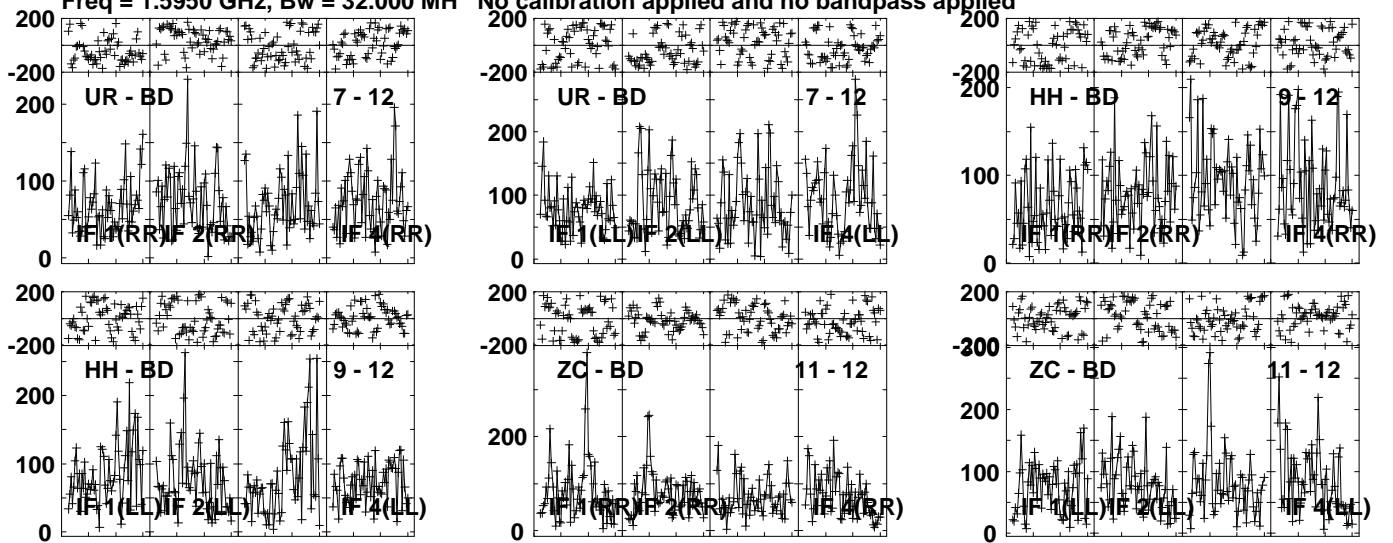 Freq = 1.5950 GHz, Bw = 32.000 MH   No calibration applied and no bandpass applied
200
-200
200
100
0
UR - BD
7 - 12
IF 1(RR)
IF 2(RR)
IF 4(RR)
200
-200
200
100
0
UR - BD
7 - 12
IF 1(LL)
IF 2(LL)
IF 4(LL)
200
-200
200
100
0
HH - BD
9 - 12
IF 1(RR)
IF 2(RR)
IF 4(RR)
200
-200
200
100
0
HH - BD
9 - 12
IF 1(LL)
IF 2(LL)
IF 4(LL)
200
-200
200
0
ZC - BD
11 - 12
IF 1(RR)
IF 2(RR)
IF 4(RR)
200
-200
300
200
100
0
ZC - BD
11 - 12
IF 1(LL)
IF 2(LL)
IF 4(LL)